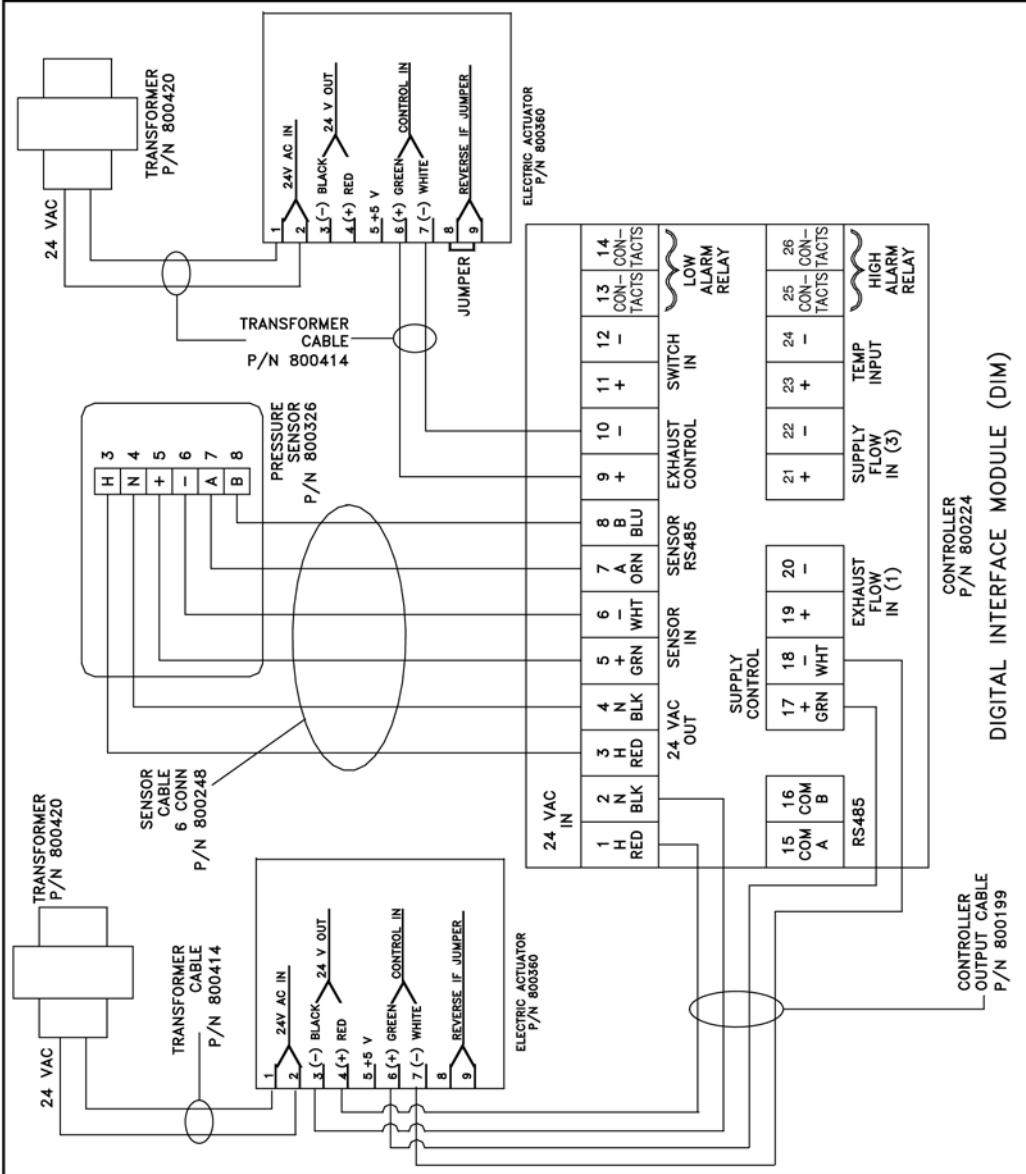 TRANSFORMER
P/N 800420
24 VAC
TRANSFORMER
CABLE
P/N 800414
1
2
3 (-) BLACK
4 (+) RED
5 +5 V
6 (+) GREEN
7 (-) WHITE
8
9
24V AC IN
24 V OUT
CONTROL IN
REVERSE IF JUMPER
ELECTRIC ACTUATOR
P/N 800360
SENSOR
CABLE
6 CONN
P/N 800248
H 3
N 4
+ 5
- 6
A 7
B 8
PRESSURE
SENSOR
P/N 800326
TRANSFORMER
P/N 800420
24 VAC
TRANSFORMER
CABLE
P/N 800414
1
2
3 (-) BLACK
4 (+) RED
5 +5 V
6 (+) GREEN
7 (-) WHITE
8
9
24V AC IN
24 V OUT
CONTROL IN
REVERSE IF JUMPER
JUMPER
ELECTRIC ACTUATOR
P/N 800360
24 VAC
IN
1 H RED
2 N BLK
3 H RED
4 N BLK
5 + GRN
6 - WHT
7 A ORN
8 B BLU
9 +
10 -
11 +
12 -
13 CON-TACTS
14 CON-TACTS
24 VAC
OUT
SENSOR
IN
SENSOR
RS485
EXHAUST
CONTROL
SWITCH
IN
LOW
ALARM
RELAY
SUPPLY
CONTROL
15 COM A
16 COM B
17 + GRN
18 - WHT
19 +
20 -
21 +
22 -
23 +
24 -
25 CON-TACTS
26 CON-TACTS
RS485
EXHAUST
FLOW
IN (1)
SUPPLY
FLOW
IN (3)
TEMP
INPUT
HIGH
ALARM
RELAY
CONTROLLER
OUTPUT CABLE
P/N 800199
CONTROLLER
P/N 800224
DIGITAL INTERFACE MODULE (DIM)